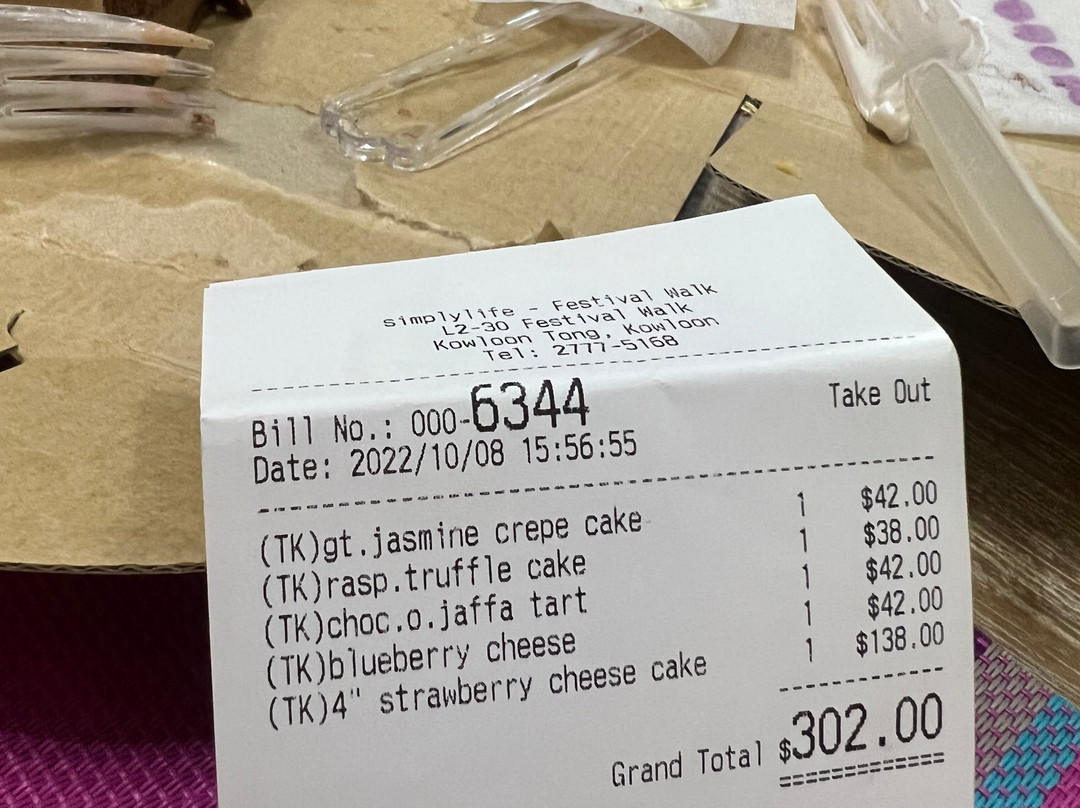 simplylife - Festival Walk
L2-30 Festival Walk
Kowloon Tong, Kowloon
Tel: 2777-5168
Bill No.: 000-6344 Take Out
Date: 2022/10/08 15:56:55
(TK)gt.jasmine crepe cake 1 $42.00
(TK)rasp.truffle cake 1 $38.00
(TK)choc.o.jaffa tart 1 $42.00
(TK)blueberry cheese 1 $42.00
(TK)4" strawberry cheese cake 1 $138.00
Grand Total $302.00